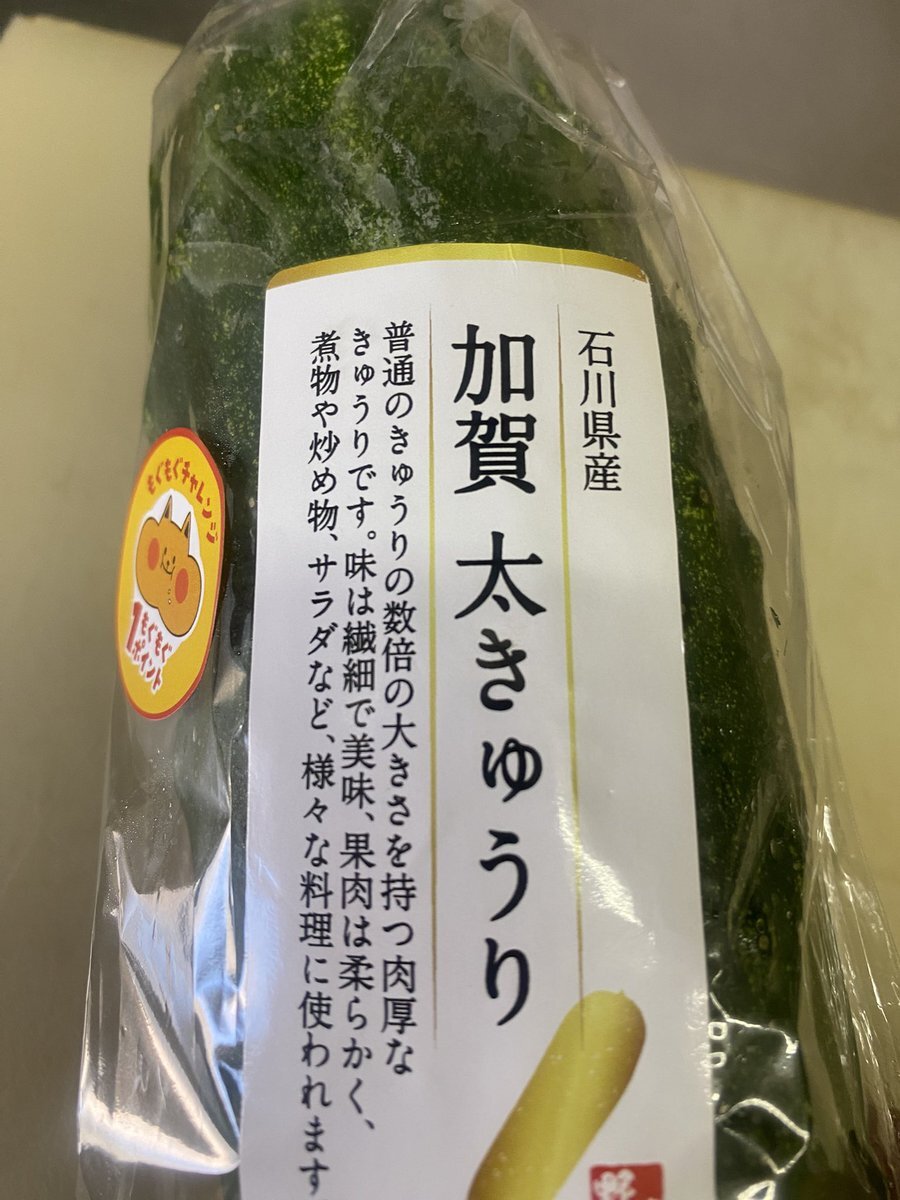 石川県産
加賀 太きゅうり
普通のきゅうりの数倍の大きさを持つ肉厚な
きゅうりです。味は繊細で美味、果肉は柔らかく、
煮物や炒め物、サラダなど、様々な料理に使われます
もぐもぐチャレンジ
1もぐもぐ
ポイント